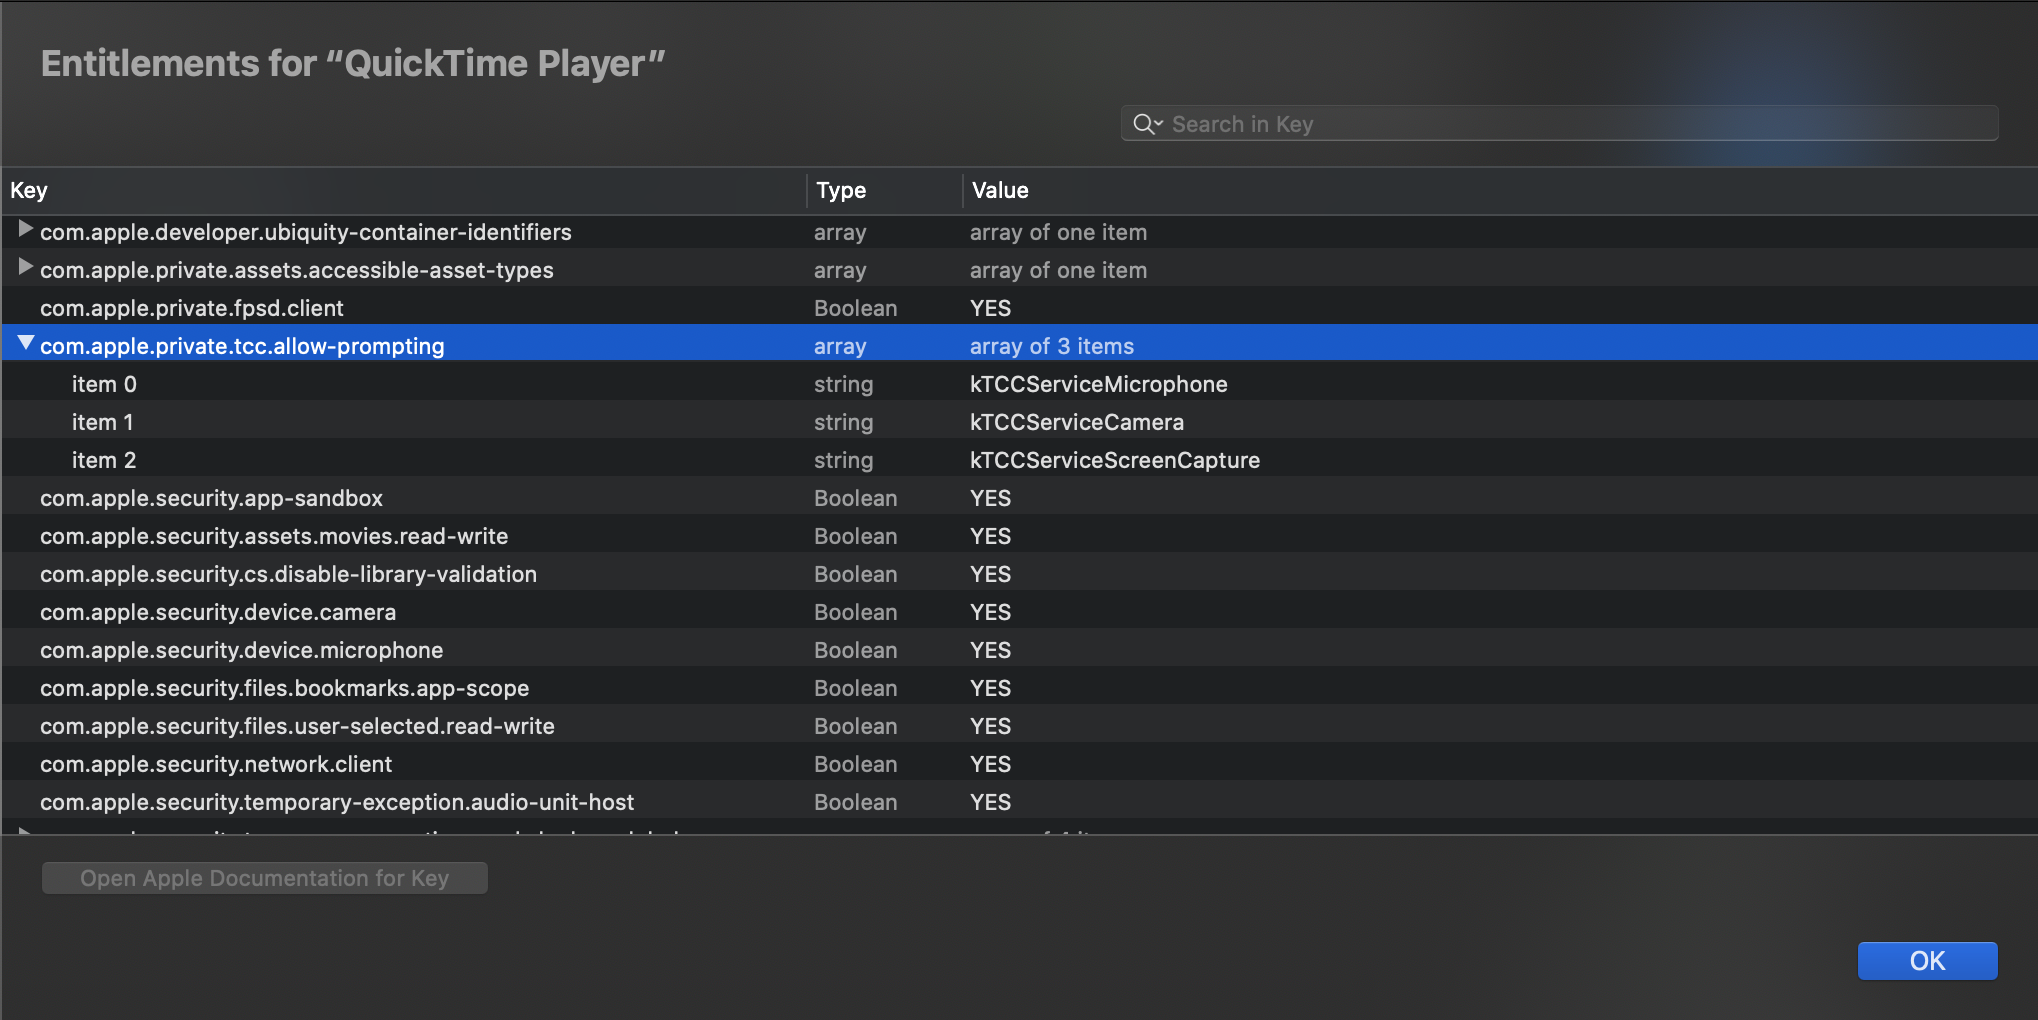 Entitlements for “QuickTime Player”
Search in Key
Key Type Value
com.apple.developer.ubiquity-container-identifiers array array of one item
com.apple.private.assets.accessible-asset-types array array of one item
com.apple.private.fpsd.client Boolean YES
com.apple.private.tcc.allow-prompting array array of 3 items
item 0 string kTCCServiceMicrophone
item 1 string kTCCServiceCamera
item 2 string kTCCServiceScreenCapture
com.apple.security.app-sandbox Boolean YES
com.apple.security.assets.movies.read-write Boolean YES
com.apple.security.cs.disable-library-validation Boolean YES
com.apple.security.device.camera Boolean YES
com.apple.security.device.microphone Boolean YES
com.apple.security.files.bookmarks.app-scope Boolean YES
com.apple.security.files.user-selected.read-write Boolean YES
com.apple.security.network.client Boolean YES
com.apple.security.temporary-exception.audio-unit-host Boolean YES
Open Apple Documentation for Key
OK